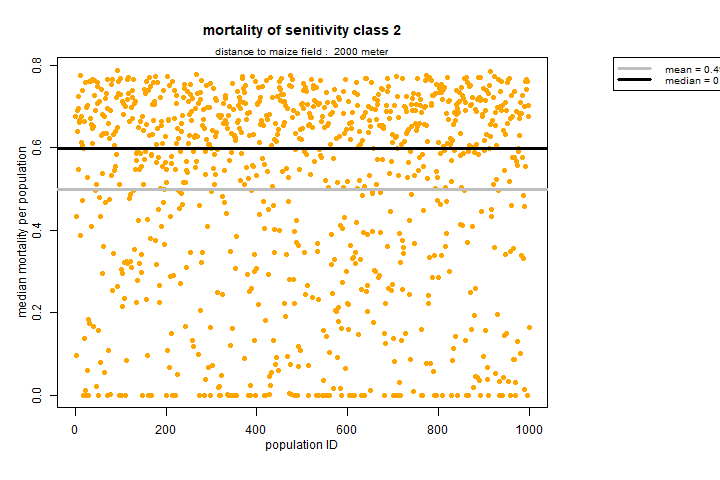 mortality of senitivity class 2
distance to maize field : 2000 meter
median mortality per population
0.8
0.6
0.4
0.2
0.0
0 200 400 600 800 1000
population ID
mean = 0.4
median = 0